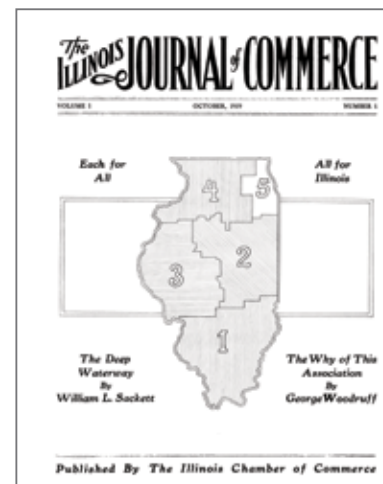 The
ILLINOIS JOURNAL of COMMERCE
VOLUME 1 OCTOBER, 1919 NUMBER 1
Each for
All
All for
Illinois
4
5
3
2
1
The Deep
Waterway
By
William L. Sackett
The Why of This
Association
By
George Woodruff
Published By The Illinois Chamber of Commerce